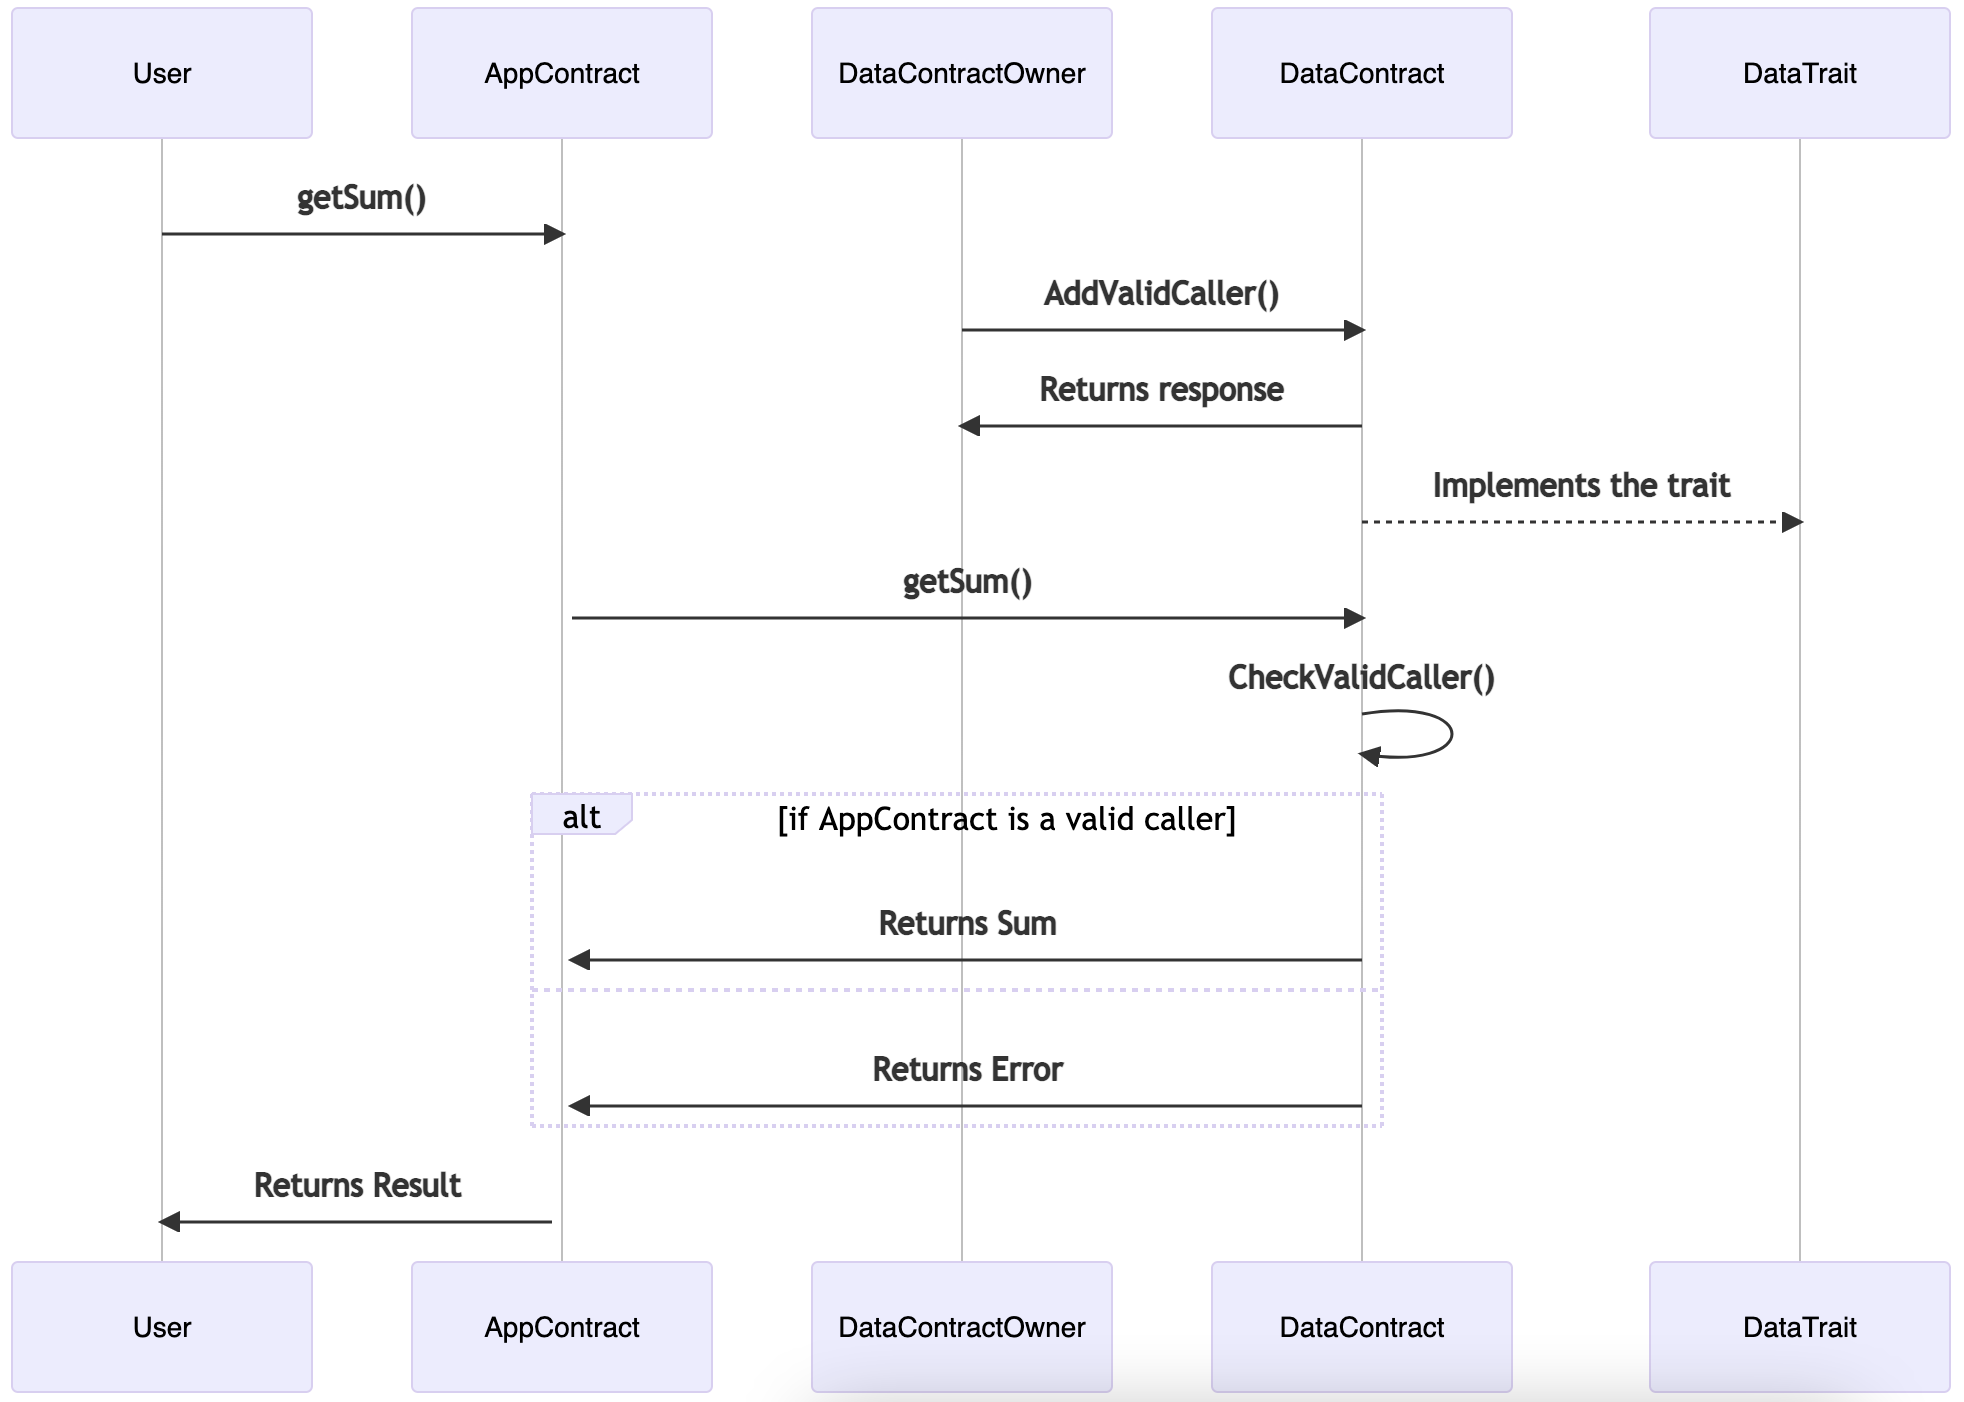 User
AppContract
DataContractOwner
DataContract
DataTrait
getSum()
AddValidCaller()
Returns response
Implements the trait
getSum()
CheckValidCaller()
alt
[if AppContract is a valid caller]
Returns Sum
Returns Error
Returns Result
User
AppContract
DataContractOwner
DataContract
DataTrait